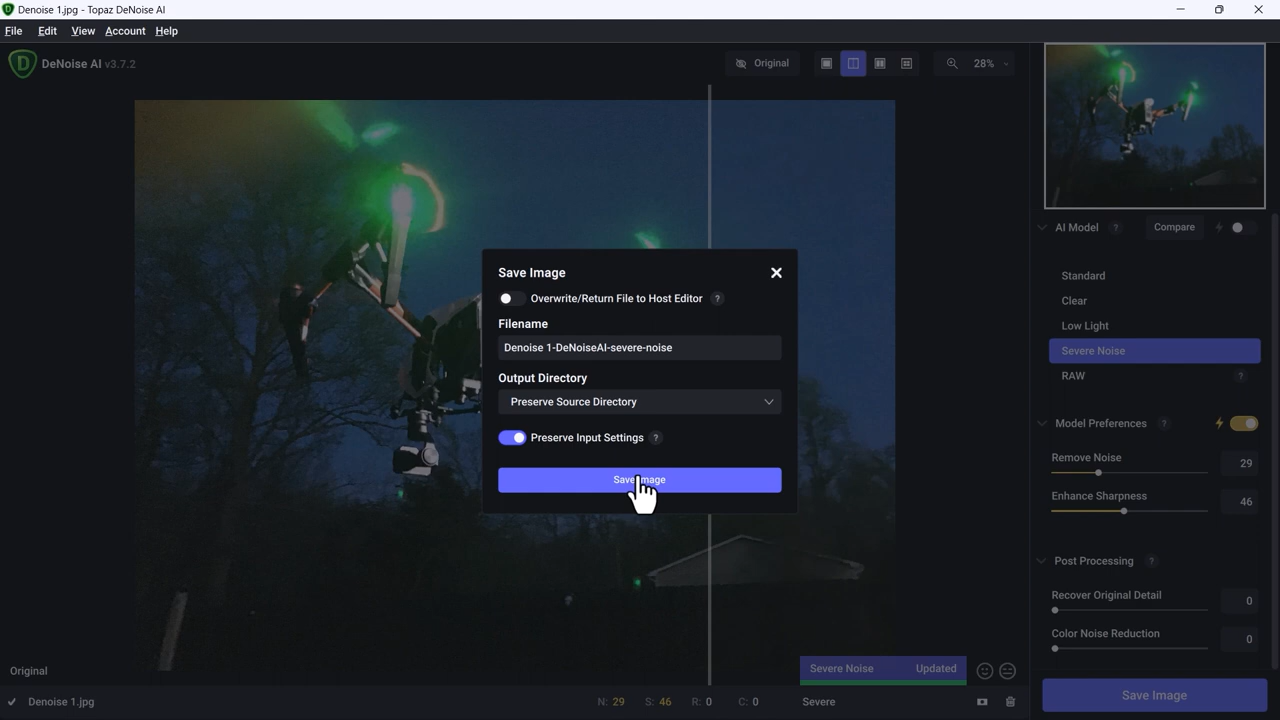 Denoise 1.jpg - Topaz DeNoise AI
File Edit View Account Help
DeNoise AI v3.7.2
Original
28%
AI Model ?
Compare
Standard
Clear
Low Light
Severe Noise
RAW ?
Model Preferences ?
Remove Noise
29
Enhance Sharpness
46
Post Processing ?
Recover Original Detail
0
Color Noise Reduction
0
Save Image
Save Image
Overwrite/Return File to Host Editor ?
Filename
Denoise 1-DeNoiseAI-severe-noise
Output Directory
Preserve Source Directory
Preserve Input Settings ?
Save Image
Original
Severe Noise Updated
Denoise 1.jpg
N: 29 S: 46 R: 0 C: 0 Severe